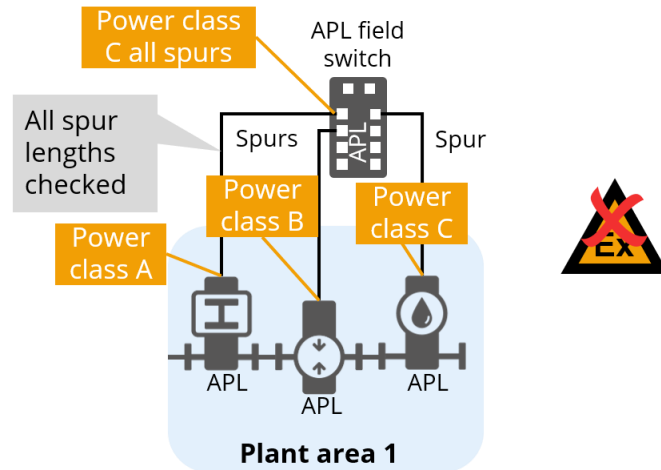 Power class
C all spurs
APL field
switch
All spur
lengths
checked
Spurs
APL
Spur
Power
class B
Power
class C
Power
class A
Ex
APL
APL
APL
Plant area 1